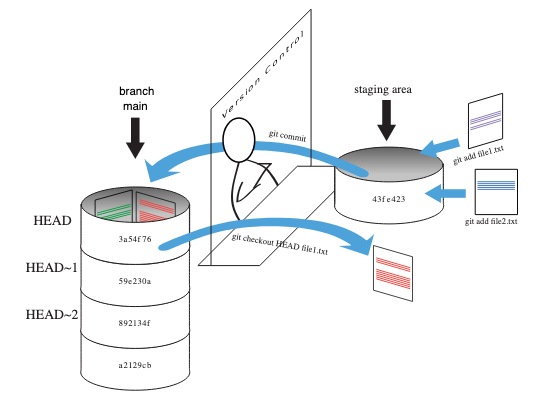 Version Control
branch
main
staging area
git commit
git add file1.txt
43fe423
git add file2.txt
HEAD
3a54f76
git checkout HEAD file1.txt
HEAD~1
59e230a
HEAD~2
892134f
a2129cb